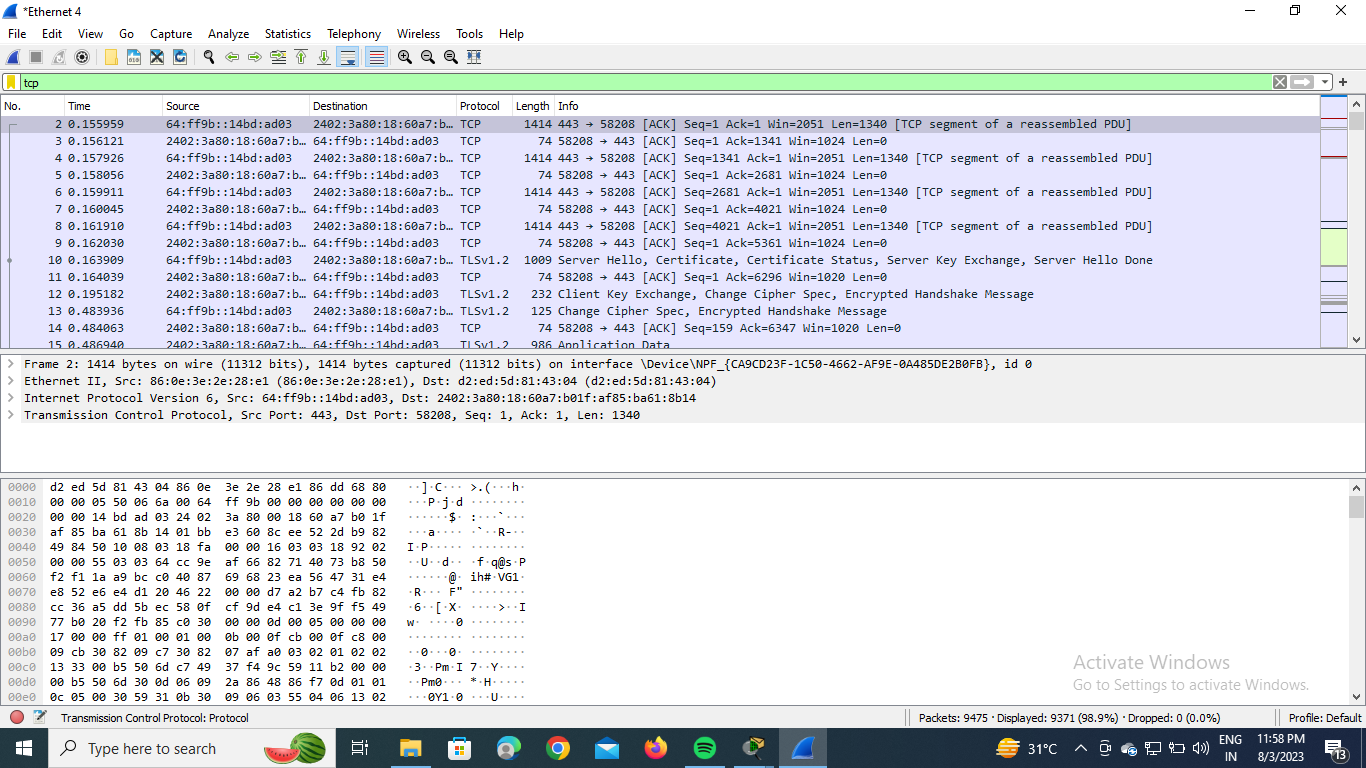 *Ethernet 4
File Edit View Go Capture Analyze Statistics Telephony Wireless Tools Help
tcp
No. Time Source Destination Protocol Length Info
2 0.155959 64:ff9b::14bd:ad03 2402:3a80:18:60a7:b… TCP 1414 443 → 58208 [ACK] Seq=1 Ack=1 Win=2051 Len=1340 [TCP segment of a reassembled PDU]
3 0.156121 2402:3a80:18:60a7:b… 64:ff9b::14bd:ad03 TCP 74 58208 → 443 [ACK] Seq=1 Ack=1341 Win=1024 Len=0
4 0.157926 64:ff9b::14bd:ad03 2402:3a80:18:60a7:b… TCP 1414 443 → 58208 [ACK] Seq=1341 Ack=1 Win=2051 Len=1340 [TCP segment of a reassembled PDU]
5 0.158056 2402:3a80:18:60a7:b… 64:ff9b::14bd:ad03 TCP 74 58208 → 443 [ACK] Seq=1 Ack=2681 Win=1024 Len=0
6 0.159911 64:ff9b::14bd:ad03 2402:3a80:18:60a7:b… TCP 1414 443 → 58208 [ACK] Seq=2681 Ack=1 Win=2051 Len=1340 [TCP segment of a reassembled PDU]
7 0.160045 2402:3a80:18:60a7:b… 64:ff9b::14bd:ad03 TCP 74 58208 → 443 [ACK] Seq=1 Ack=4021 Win=1024 Len=0
8 0.161910 64:ff9b::14bd:ad03 2402:3a80:18:60a7:b… TCP 1414 443 → 58208 [ACK] Seq=4021 Ack=1 Win=2051 Len=1340 [TCP segment of a reassembled PDU]
9 0.162030 2402:3a80:18:60a7:b… 64:ff9b::14bd:ad03 TCP 74 58208 → 443 [ACK] Seq=1 Ack=5361 Win=1024 Len=0
10 0.163909 64:ff9b::14bd:ad03 2402:3a80:18:60a7:b… TLSv1.2 1009 Server Hello, Certificate, Certificate Status, Server Key Exchange, Server Hello Done
11 0.164039 2402:3a80:18:60a7:b… 64:ff9b::14bd:ad03 TCP 74 58208 → 443 [ACK] Seq=1 Ack=6296 Win=1020 Len=0
12 0.195182 2402:3a80:18:60a7:b… 64:ff9b::14bd:ad03 TLSv1.2 232 Client Key Exchange, Change Cipher Spec, Encrypted Handshake Message
13 0.483936 64:ff9b::14bd:ad03 2402:3a80:18:60a7:b… TLSv1.2 125 Change Cipher Spec, Encrypted Handshake Message
14 0.484063 2402:3a80:18:60a7:b… 64:ff9b::14bd:ad03 TCP 74 58208 → 443 [ACK] Seq=159 Ack=6347 Win=1020 Len=0
15 0.486940 2402:3a80:18:60a7:b… 64:ff9b::14bd:ad03 TLSv1.2 986 Application Data
Frame 2: 1414 bytes on wire (11312 bits), 1414 bytes captured (11312 bits) on interface \Device\NPF_{CA9CD23F-1C50-4662-AF9E-0A485DE2B0FB}, id 0
Ethernet II, Src: 86:0e:3e:2e:28:e1 (86:0e:3e:2e:28:e1), Dst: d2:ed:5d:81:43:04 (d2:ed:5d:81:43:04)
Internet Protocol Version 6, Src: 64:ff9b::14bd:ad03, Dst: 2402:3a80:18:60a7:b01f:af85:ba61:8b14
Transmission Control Protocol, Src Port: 443, Dst Port: 58208, Seq: 1, Ack: 1, Len: 1340
0000 d2 ed 5d 81 43 04 86 0e 3e 2e 28 e1 86 dd 68 80 ··]·C··· >.(···h·
0010 00 00 05 50 06 6a 00 64 ff 9b 00 00 00 00 00 00 ···P·j·d ········
0020 00 00 14 bd ad 03 24 02 3a 80 00 18 60 a7 b0 1f ······$· :···`···
0030 af 85 ba 61 8b 14 01 bb e3 60 8c ee 52 2d b9 82 ···a···· ·`··R-··
0040 49 84 50 10 08 03 18 fa 00 00 16 03 03 18 92 02 I·P····· ········
0050 00 00 55 03 03 64 cc 9e af 66 82 71 40 73 b8 50 ··U··d·· ·f·q@s·P
0060 f2 f1 1a a9 bc c0 40 87 69 68 23 ea 56 47 31 e4 ······@· ih#·VG1·
0070 e8 52 e6 e4 d1 20 46 22 00 00 d7 a2 b7 c4 fb 82 ·R··· F" ········
0080 cc 36 a5 dd 5b ec 58 0f cf 9d e4 c1 3e 9f f5 49 ·6··[·X· ····>··I
0090 77 b0 20 f2 fb 85 c0 30 00 00 0d 00 05 00 00 00 w· ····0 ········
00a0 17 00 00 ff 01 00 01 00 0b 00 0f cb 00 0f c8 00 ········ ········
00b0 09 cb 30 82 09 c7 30 82 07 af a0 03 02 01 02 02 ··0···0· ········
00c0 13 33 00 b5 50 6d c7 49 37 f4 9c 59 11 b2 00 00 ·3··Pm·I 7··Y····
00d0 00 b5 50 6d 30 0d 06 09 2a 86 48 86 f7 0d 01 01 ··Pm0··· *·H·····
00e0 0c 05 00 30 59 31 0b 30 09 06 03 55 04 06 13 02 ···0Y1·0 ···U····
Activate Windows
Go to Settings to activate Windows.
Transmission Control Protocol: Protocol
Packets: 9475 · Displayed: 9371 (98.9%) · Dropped: 0 (0.0%)
Profile: Default
Type here to search
31°C
ENG
IN
11:58 PM
8/3/2023
13